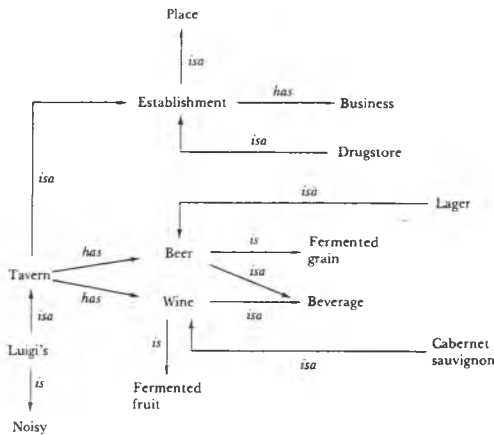 Place
isa
has
Establishment
Business
isa
Drugstore
isa
isa
Lager
has
Beer
is
Fermented
grain
isa
Tavern
has
Wine
isa
Beverage
isa
is
Cabernet
sauvignon
Luigi's
isa
is
Fermented
fruit
Noisy